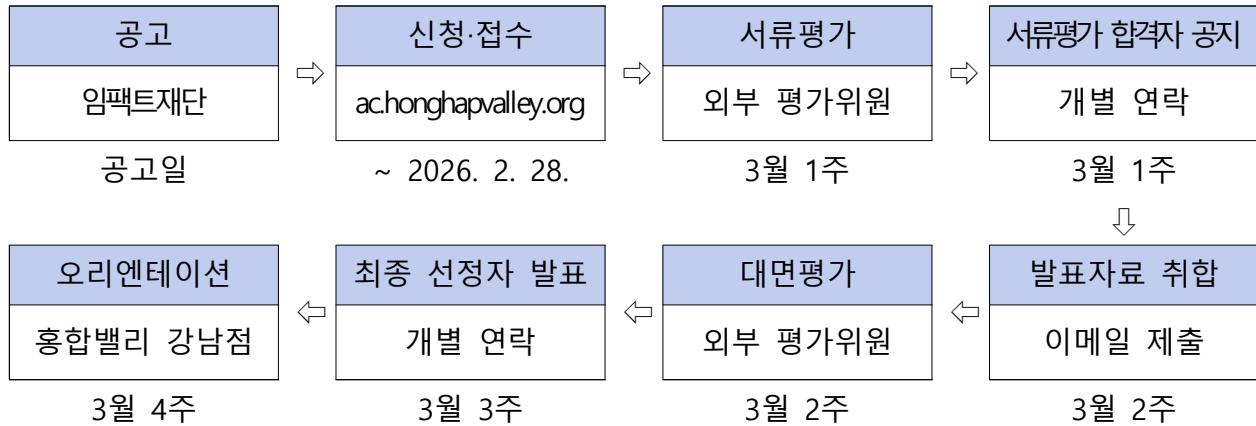 공고 신청·접수 서류평가 서류평가 합격자 공지
임팩트재단 ac.honghapvalley.org 외부 평가위원 개별 연락
공고일 ~ 2026. 2. 28. 3월 1주 3월 1주
오리엔테이션 최종 선정자 발표 대면평가 발표자료 취합
홍합밸리 강남점 개별 연락 외부 평가위원 이메일 제출
3월 4주 3월 3주 3월 2주 3월 2주